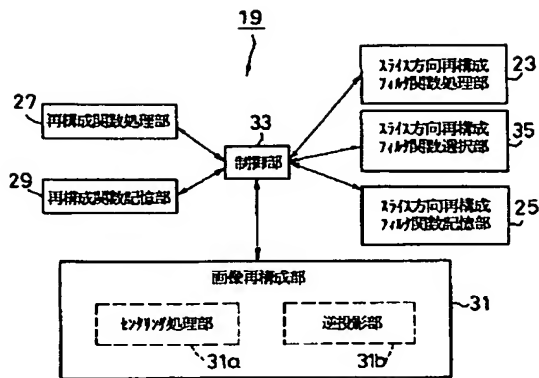 19
27
再構成関数処理部
29
再構成関数記憶部
33
制御部
スライス方向再構成
フィルタ関数処理部
23
スライス方向再構成
フィルタ関数選択部
35
スライス方向再構成
フィルタ関数記憶部
25
画像再構成部
31
センタリング処理部
31a
逆投影部
31b